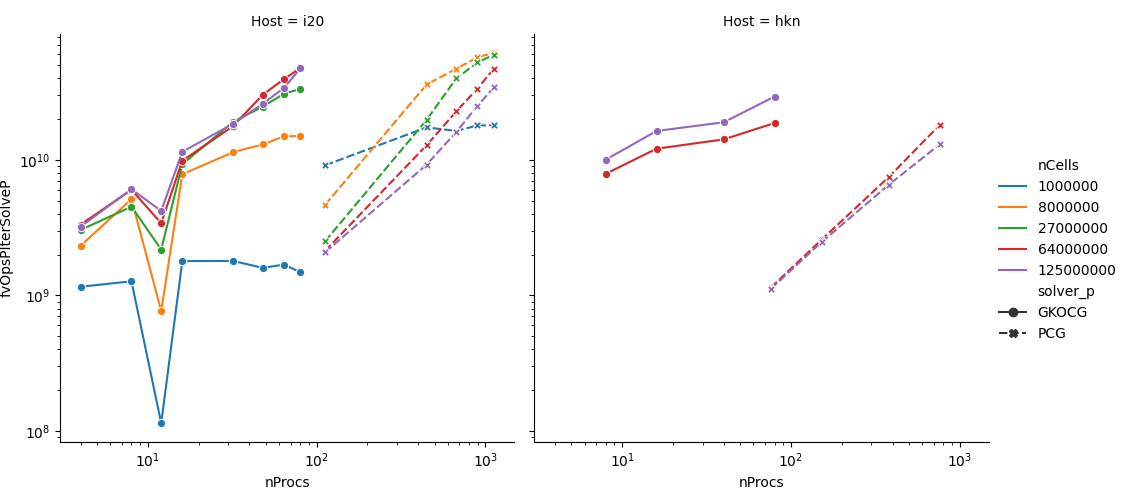 Host = i20
Host = hkn
fvOpsPIterSolveP
10^10
10^9
10^8
10^1
10^2
10^3
nProcs
10^1
10^2
10^3
nProcs
nCells
1000000
8000000
27000000
64000000
125000000
solver_p
GKOCG
PCG